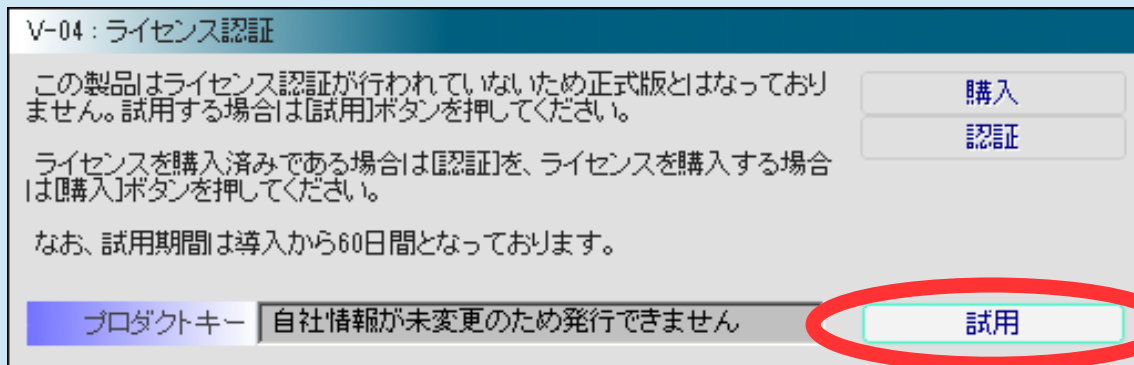 V-04：ライセンス認証
この製品はライセンス認証が行われていないため正式版とはなっており
ません。試用する場合は[試用]ボタンを押してください。
購入
認証
ライセンスを購入済みである場合は[認証]を、ライセンスを購入する場合
は[購入]ボタンを押してください。
なお、試用期間は導入から60日間となっております。
プロダクトキー 自社情報が未変更のため発行できません 試用